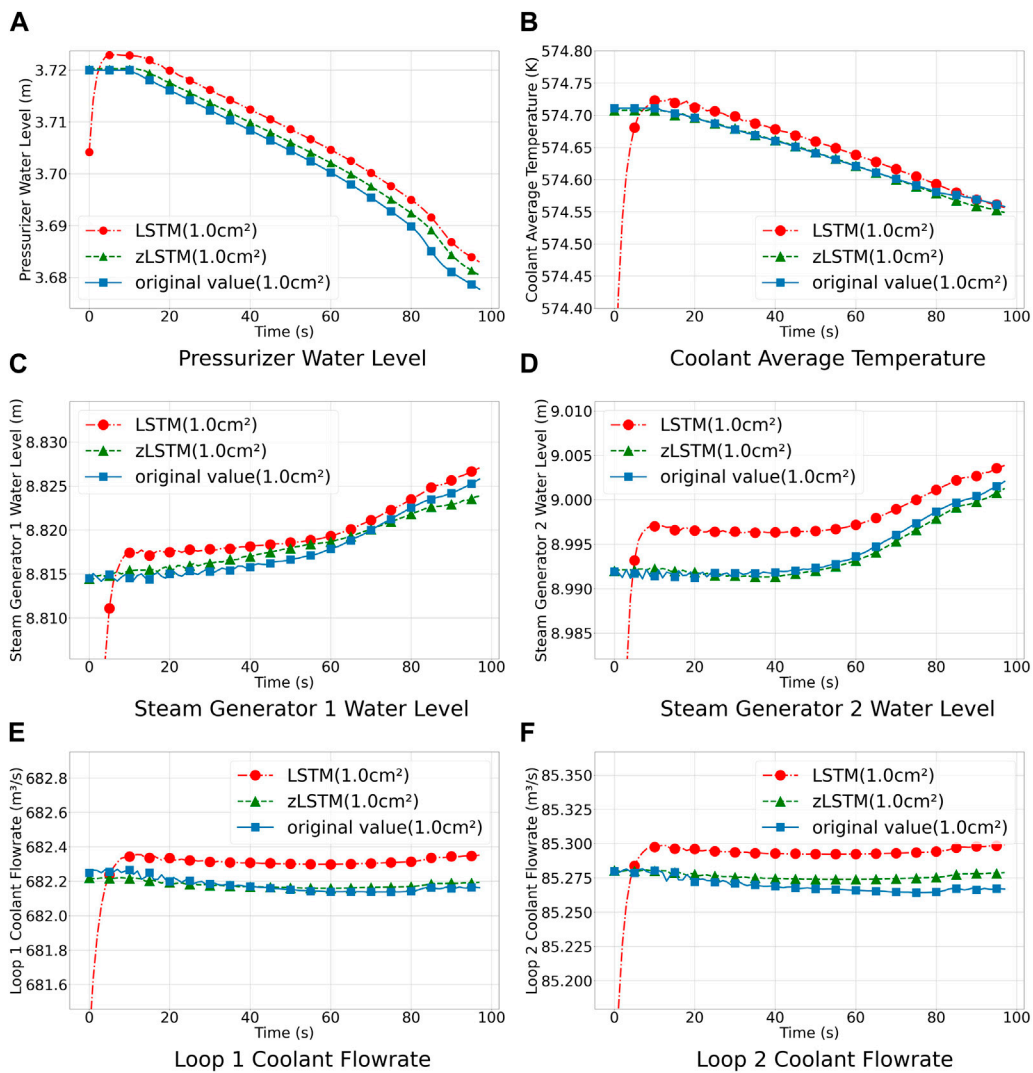 A
Pressurizer Water Level (m)
3.72
3.71
3.70
3.69
3.68
LSTM(1.0cm²)
zLSTM(1.0cm²)
original value(1.0cm²)
0 20 40 60 80 100
Time (s)
Pressurizer Water Level
B
Coolant Average Temperature (K)
574.80
574.75
574.70
574.65
574.60
574.55
574.50
574.45
574.40
LSTM(1.0cm²)
zLSTM(1.0cm²)
original value(1.0cm²)
0 20 40 60 80 100
Time (s)
Coolant Average Temperature
C
Steam Generator 1 Water Level (m)
8.830
8.825
8.820
8.815
8.810
LSTM(1.0cm²)
zLSTM(1.0cm²)
original value(1.0cm²)
0 20 40 60 80 100
Time (s)
Steam Generator 1 Water Level
D
Steam Generator 2 Water Level (m)
9.010
9.005
9.000
8.995
8.990
8.985
LSTM(1.0cm²)
zLSTM(1.0cm²)
original value(1.0cm²)
0 20 40 60 80 100
Time (s)
Steam Generator 2 Water Level
E
Loop 1 Coolant Flowrate (m³/s)
682.8
682.6
682.4
682.2
682.0
681.8
681.6
LSTM(1.0cm²)
zLSTM(1.0cm²)
original value(1.0cm²)
0 20 40 60 80 100
Time (s)
Loop 1 Coolant Flowrate
F
Loop 2 Coolant Flowrate (m³/s)
85.350
85.325
85.300
85.275
85.250
85.225
85.200
LSTM(1.0cm²)
zLSTM(1.0cm²)
original value(1.0cm²)
0 20 40 60 80 100
Time (s)
Loop 2 Coolant Flowrate